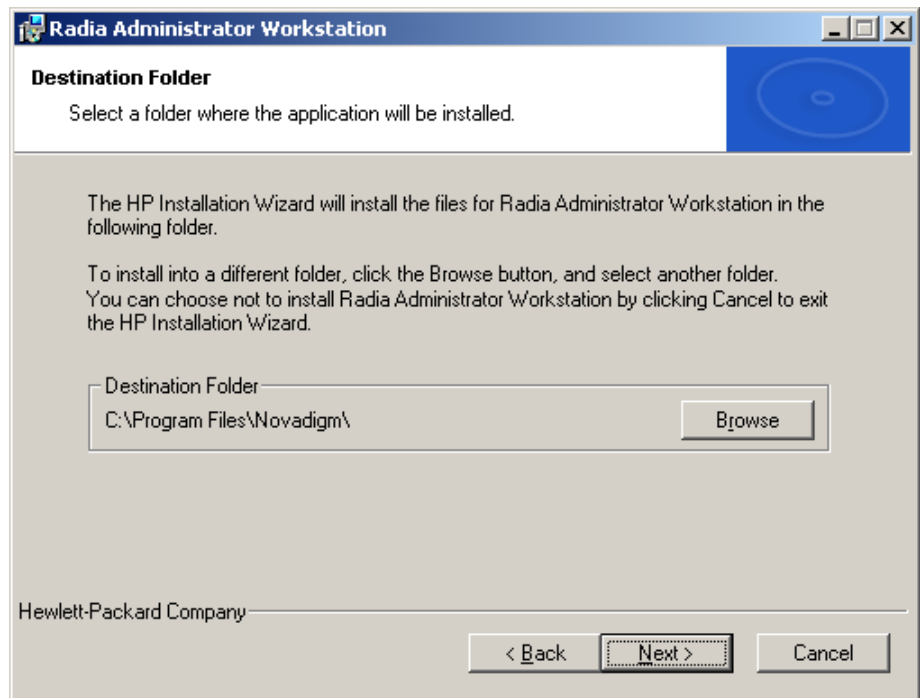 Radia Administrator Workstation
Destination Folder
Select a folder where the application will be installed.
The HP Installation Wizard will install the files for Radia Administrator Workstation in the
following folder.
To install into a different folder, click the Browse button, and select another folder.
You can choose not to install Radia Administrator Workstation by clicking Cancel to exit
the HP Installation Wizard.
Destination Folder
C:\Program Files\Novadigm\
Browse
Hewlett-Packard Company
< Back
Next >
Cancel